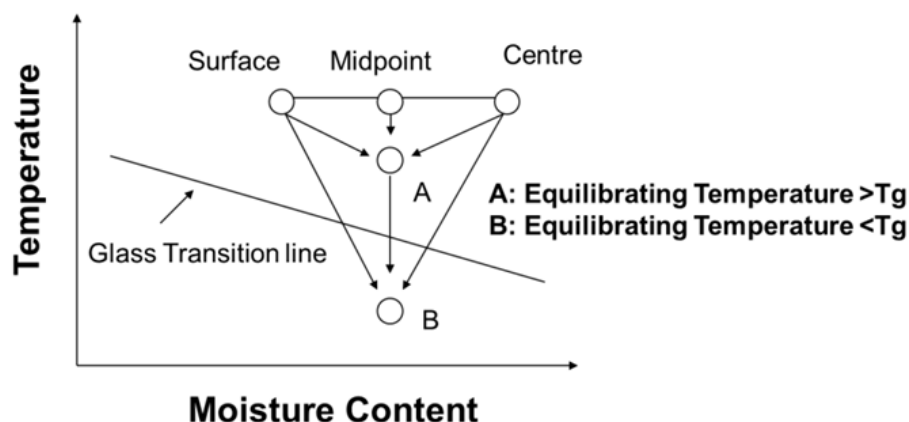 Surface Midpoint Centre
Temperature
A
A: Equilibrating Temperature >Tg
B: Equilibrating Temperature <Tg
Glass Transition line
B
Moisture Content